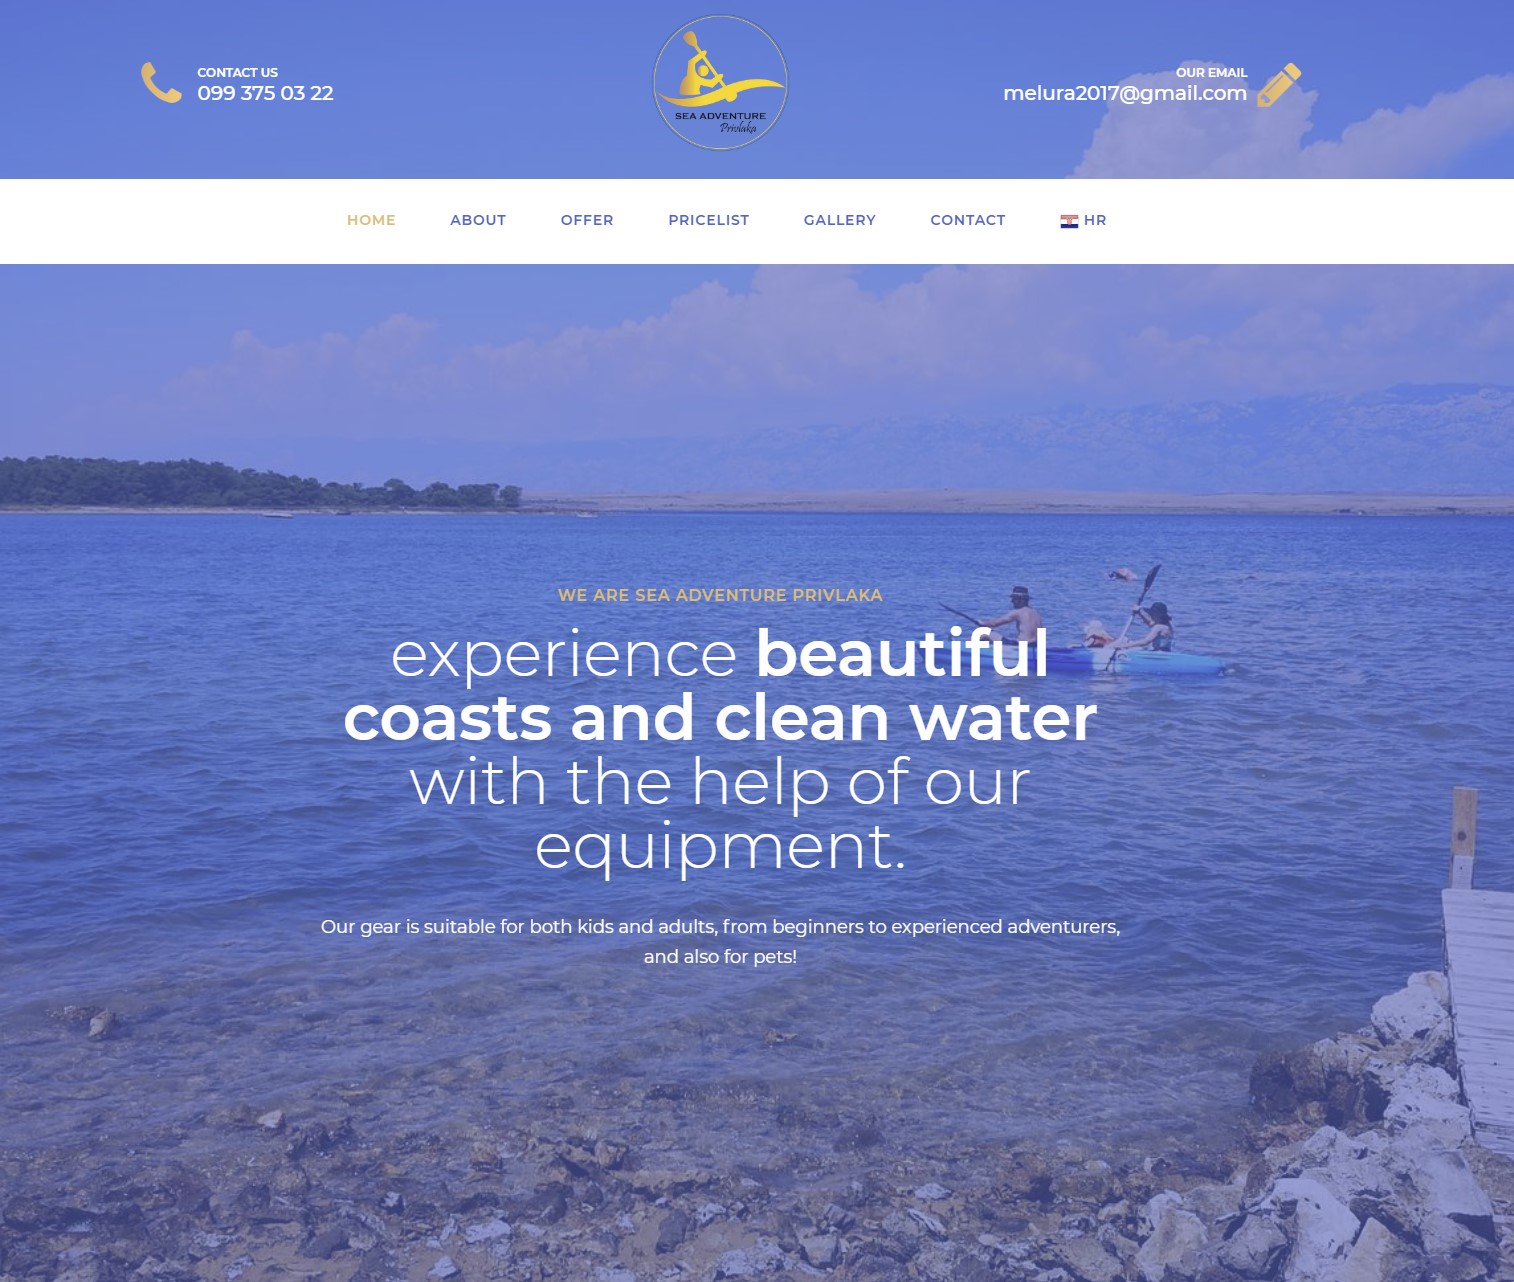 CONTACT US
099 375 03 22
SEA ADVENTURE
Privlaka
OUR EMAIL
melura2017@gmail.com
HOME ABOUT OFFER PRICELIST GALLERY CONTACT HR
WE ARE SEA ADVENTURE PRIVLAKA
experience beautiful
coasts and clean water
with the help of our
equipment.
Our gear is suitable for both kids and adults, from beginners to experienced adventurers,
and also for pets!